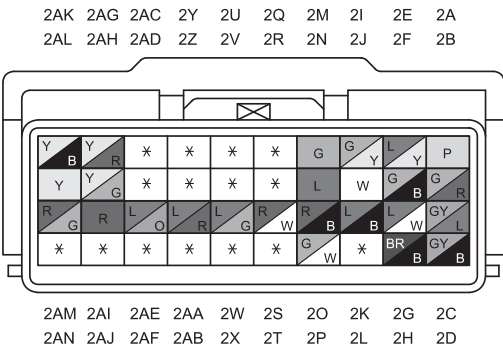 2AK 2AG 2AC 2Y 2U 2Q 2M 2I 2E 2A
2AL 2AH 2AD 2Z 2V 2R 2N 2J 2F 2B
Y B Y R * * * * G G Y L Y P
Y Y G * * * * L W G B G R
R G R L O L R L G R W R B L B L W GY L
* * * * * * G W * BR B GY B
2AM 2AI 2AE 2AA 2W 2S 2O 2K 2G 2C
2AN 2AJ 2AF 2AB 2X 2T 2P 2L 2H 2D